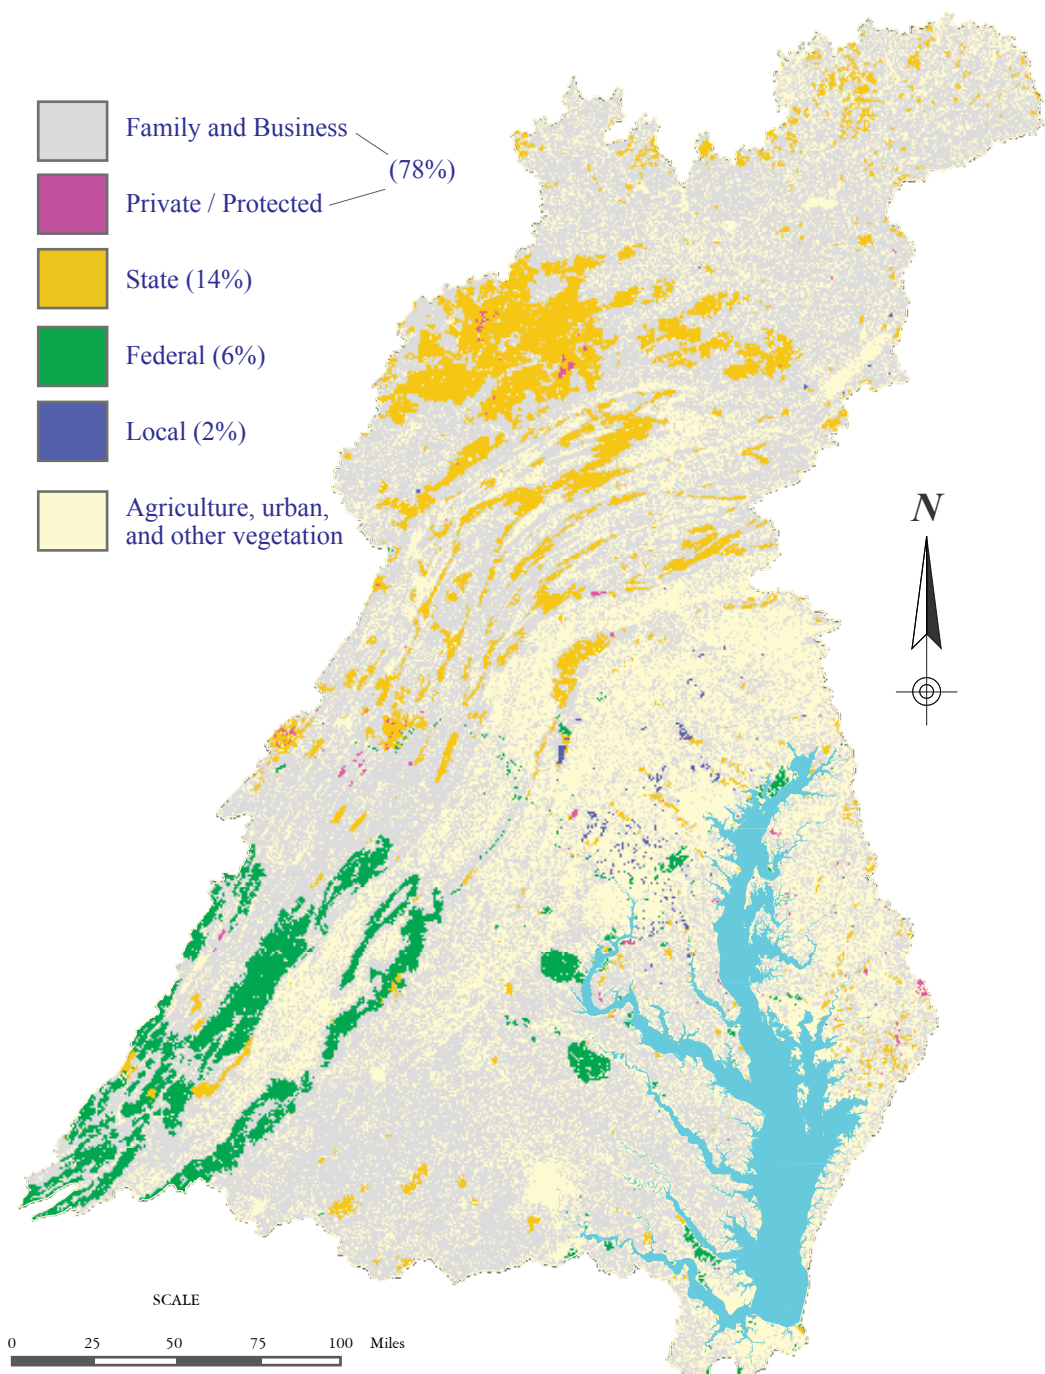 Family and Business
(78%)
Private / Protected
State (14%)
Federal (6%)
Local (2%)
Agriculture, urban,
and other vegetation
N
SCALE
0 25 50 75 100 Miles